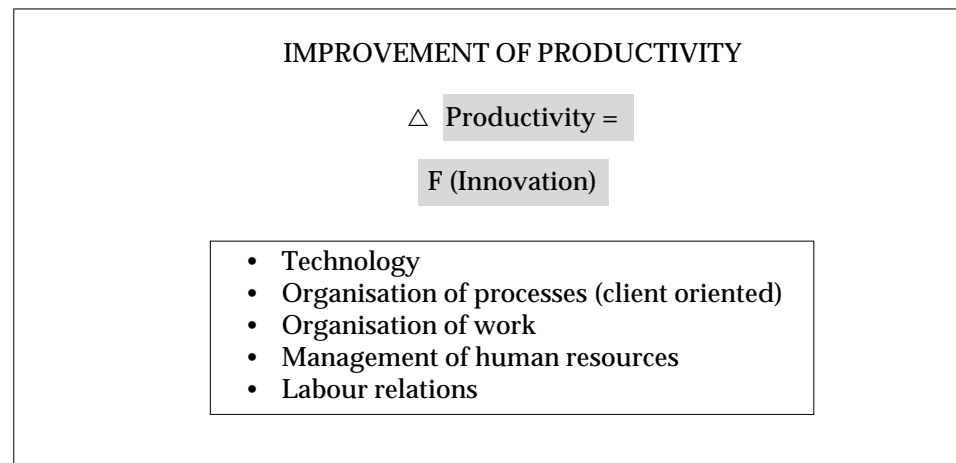 IMPROVEMENT OF PRODUCTIVITY
△ Productivity =
F (Innovation)
• Technology
• Organisation of processes (client oriented)
• Organisation of work
• Management of human resources
• Labour relations